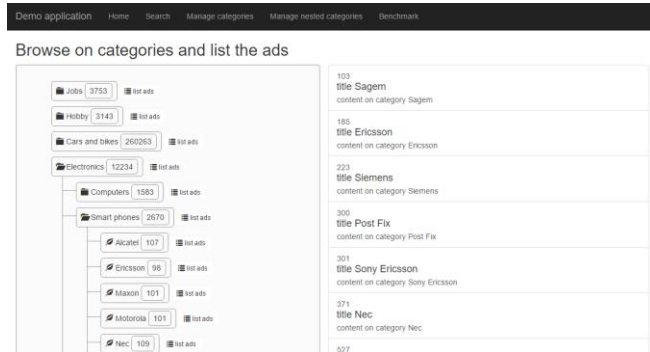 Demo application Home Search Manage categories Manage nested categories Benchmark
Browse on categories and list the ads
Jobs 3753 list ads
Hobby 3143 list ads
Cars and bikes 260263 list ads
Electronics 12234 list ads
Computers 1583 list ads
Smart phones 2670 list ads
Alcatel 107 list ads
Ericsson 98 list ads
Maxon 101 list ads
Motorola 101 list ads
Nec 109 list ads
103
title Sagem
content on category Sagem
185
title Ericsson
content on category Ericsson
223
title Siemens
content on category Siemens
300
title Post Fix
content on category Post Fix
301
title Sony Ericsson
content on category Sony Ericsson
371
title Nec
content on category Nec
527